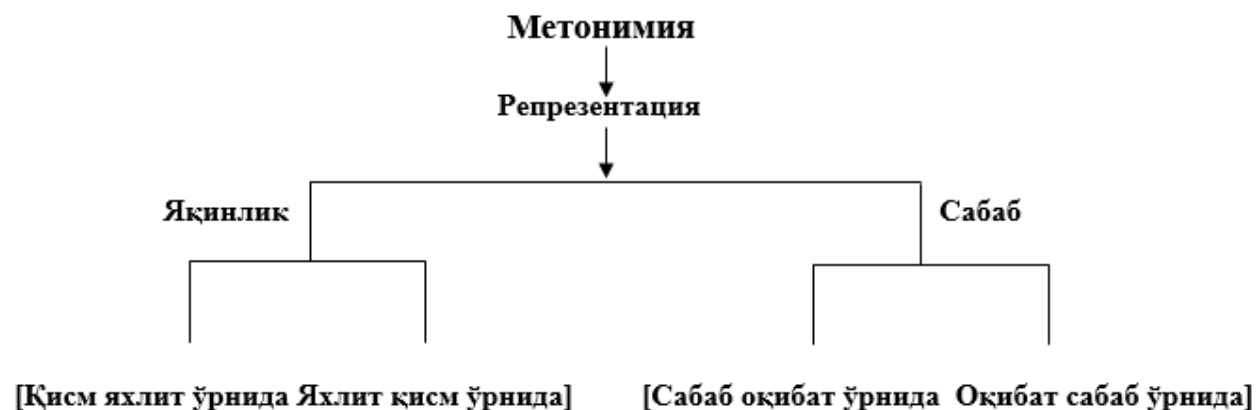 Метонимия
Репрезентация
Яқинлик Сабаб
[Қисм яхлит ўрнида Яхлит қисм ўрнида] [Сабаб оқибат ўрнида Оқибат сабаб ўрнида]